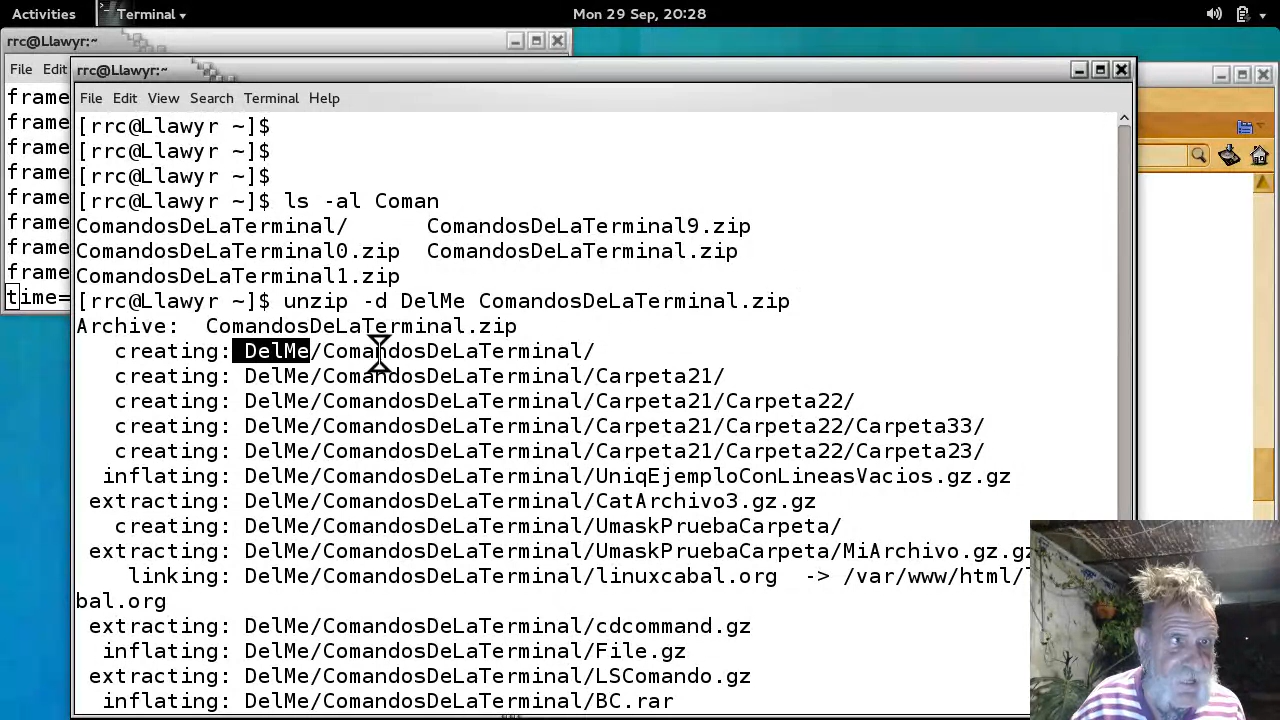 Activities Terminal Mon 29 Sep, 20:28
rrc@Llawyr:~
File Edit
frame
frame
frame
frame
frame
frame
frame
frame
time=
rrc@Llawyr:~
File Edit View Search Terminal Help
[rrc@Llawyr ~]$
[rrc@Llawyr ~]$
[rrc@Llawyr ~]$
[rrc@Llawyr ~]$ ls -al Coman
ComandosDeLaTerminal/ ComandosDeLaTerminal9.zip
ComandosDeLaTerminal0.zip ComandosDeLaTerminal.zip
ComandosDeLaTerminal1.zip
[rrc@Llawyr ~]$ unzip -d DelMe ComandosDeLaTerminal.zip
Archive: ComandosDeLaTerminal.zip
creating: DelMe/ComandosDeLaTerminal/
creating: DelMe/ComandosDeLaTerminal/Carpeta21/
creating: DelMe/ComandosDeLaTerminal/Carpeta21/Carpeta22/
creating: DelMe/ComandosDeLaTerminal/Carpeta21/Carpeta22/Carpeta33/
creating: DelMe/ComandosDeLaTerminal/Carpeta21/Carpeta22/Carpeta23/
inflating: DelMe/ComandosDeLaTerminal/UniqEjemploConLineasVacios.gz.gz
extracting: DelMe/ComandosDeLaTerminal/CatArchivo3.gz.gz
creating: DelMe/ComandosDeLaTerminal/UmaskPruebaCarpeta/
extracting: DelMe/ComandosDeLaTerminal/UmaskPruebaCarpeta/MiArchivo.gz.gz
linking: DelMe/ComandosDeLaTerminal/linuxcabal.org -> /var/www/html/
bal.org
extracting: DelMe/ComandosDeLaTerminal/cdcommand.gz
inflating: DelMe/ComandosDeLaTerminal/File.gz
extracting: DelMe/ComandosDeLaTerminal/LSComando.gz
inflating: DelMe/ComandosDeLaTerminal/BC.rar